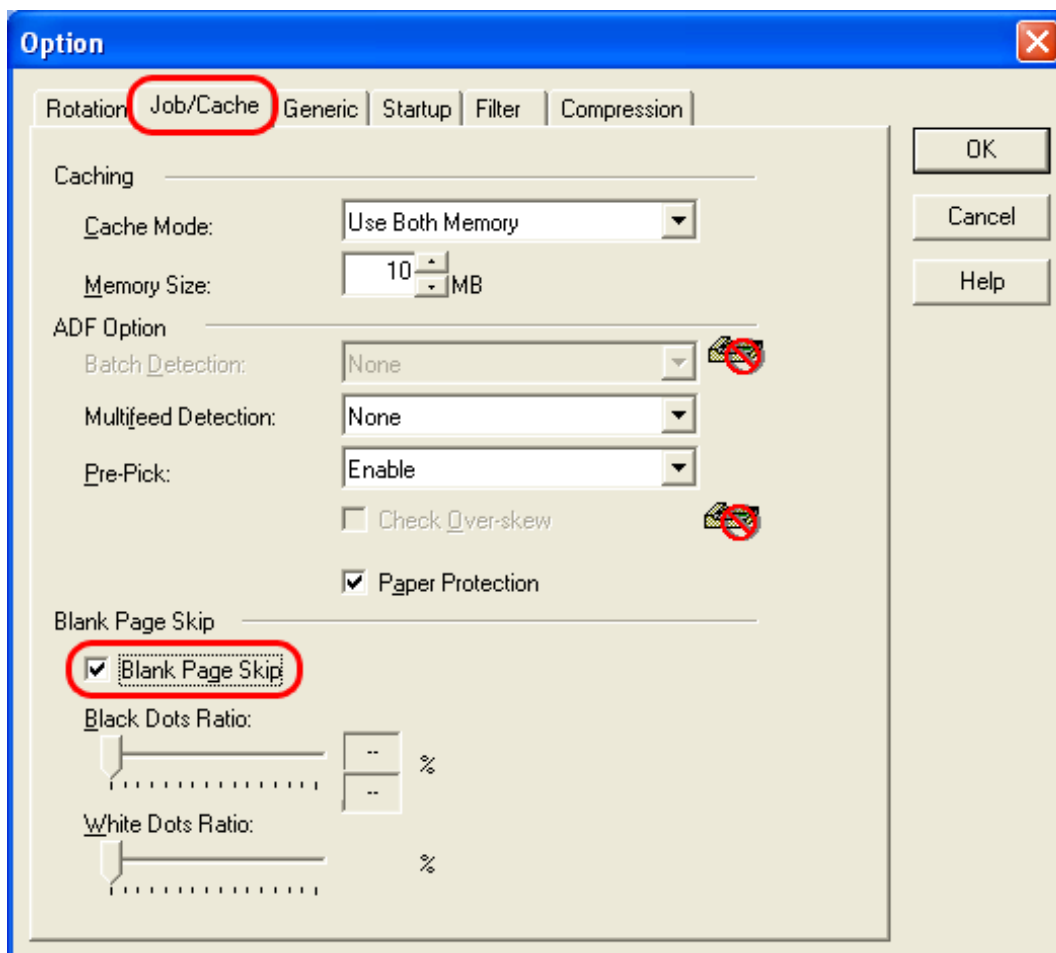 Option
Rotation Job/Cache Generic Startup Filter Compression
OK
Cancel
Help
Caching
Cache Mode: Use Both Memory
Memory Size: 10 MB
ADF Option
Batch Detection: None
Multifeed Detection: None
Pre-Pick: Enable
Check Over-skew
Paper Protection
Blank Page Skip
Blank Page Skip
Black Dots Ratio:
-- %
--
White Dots Ratio:
%